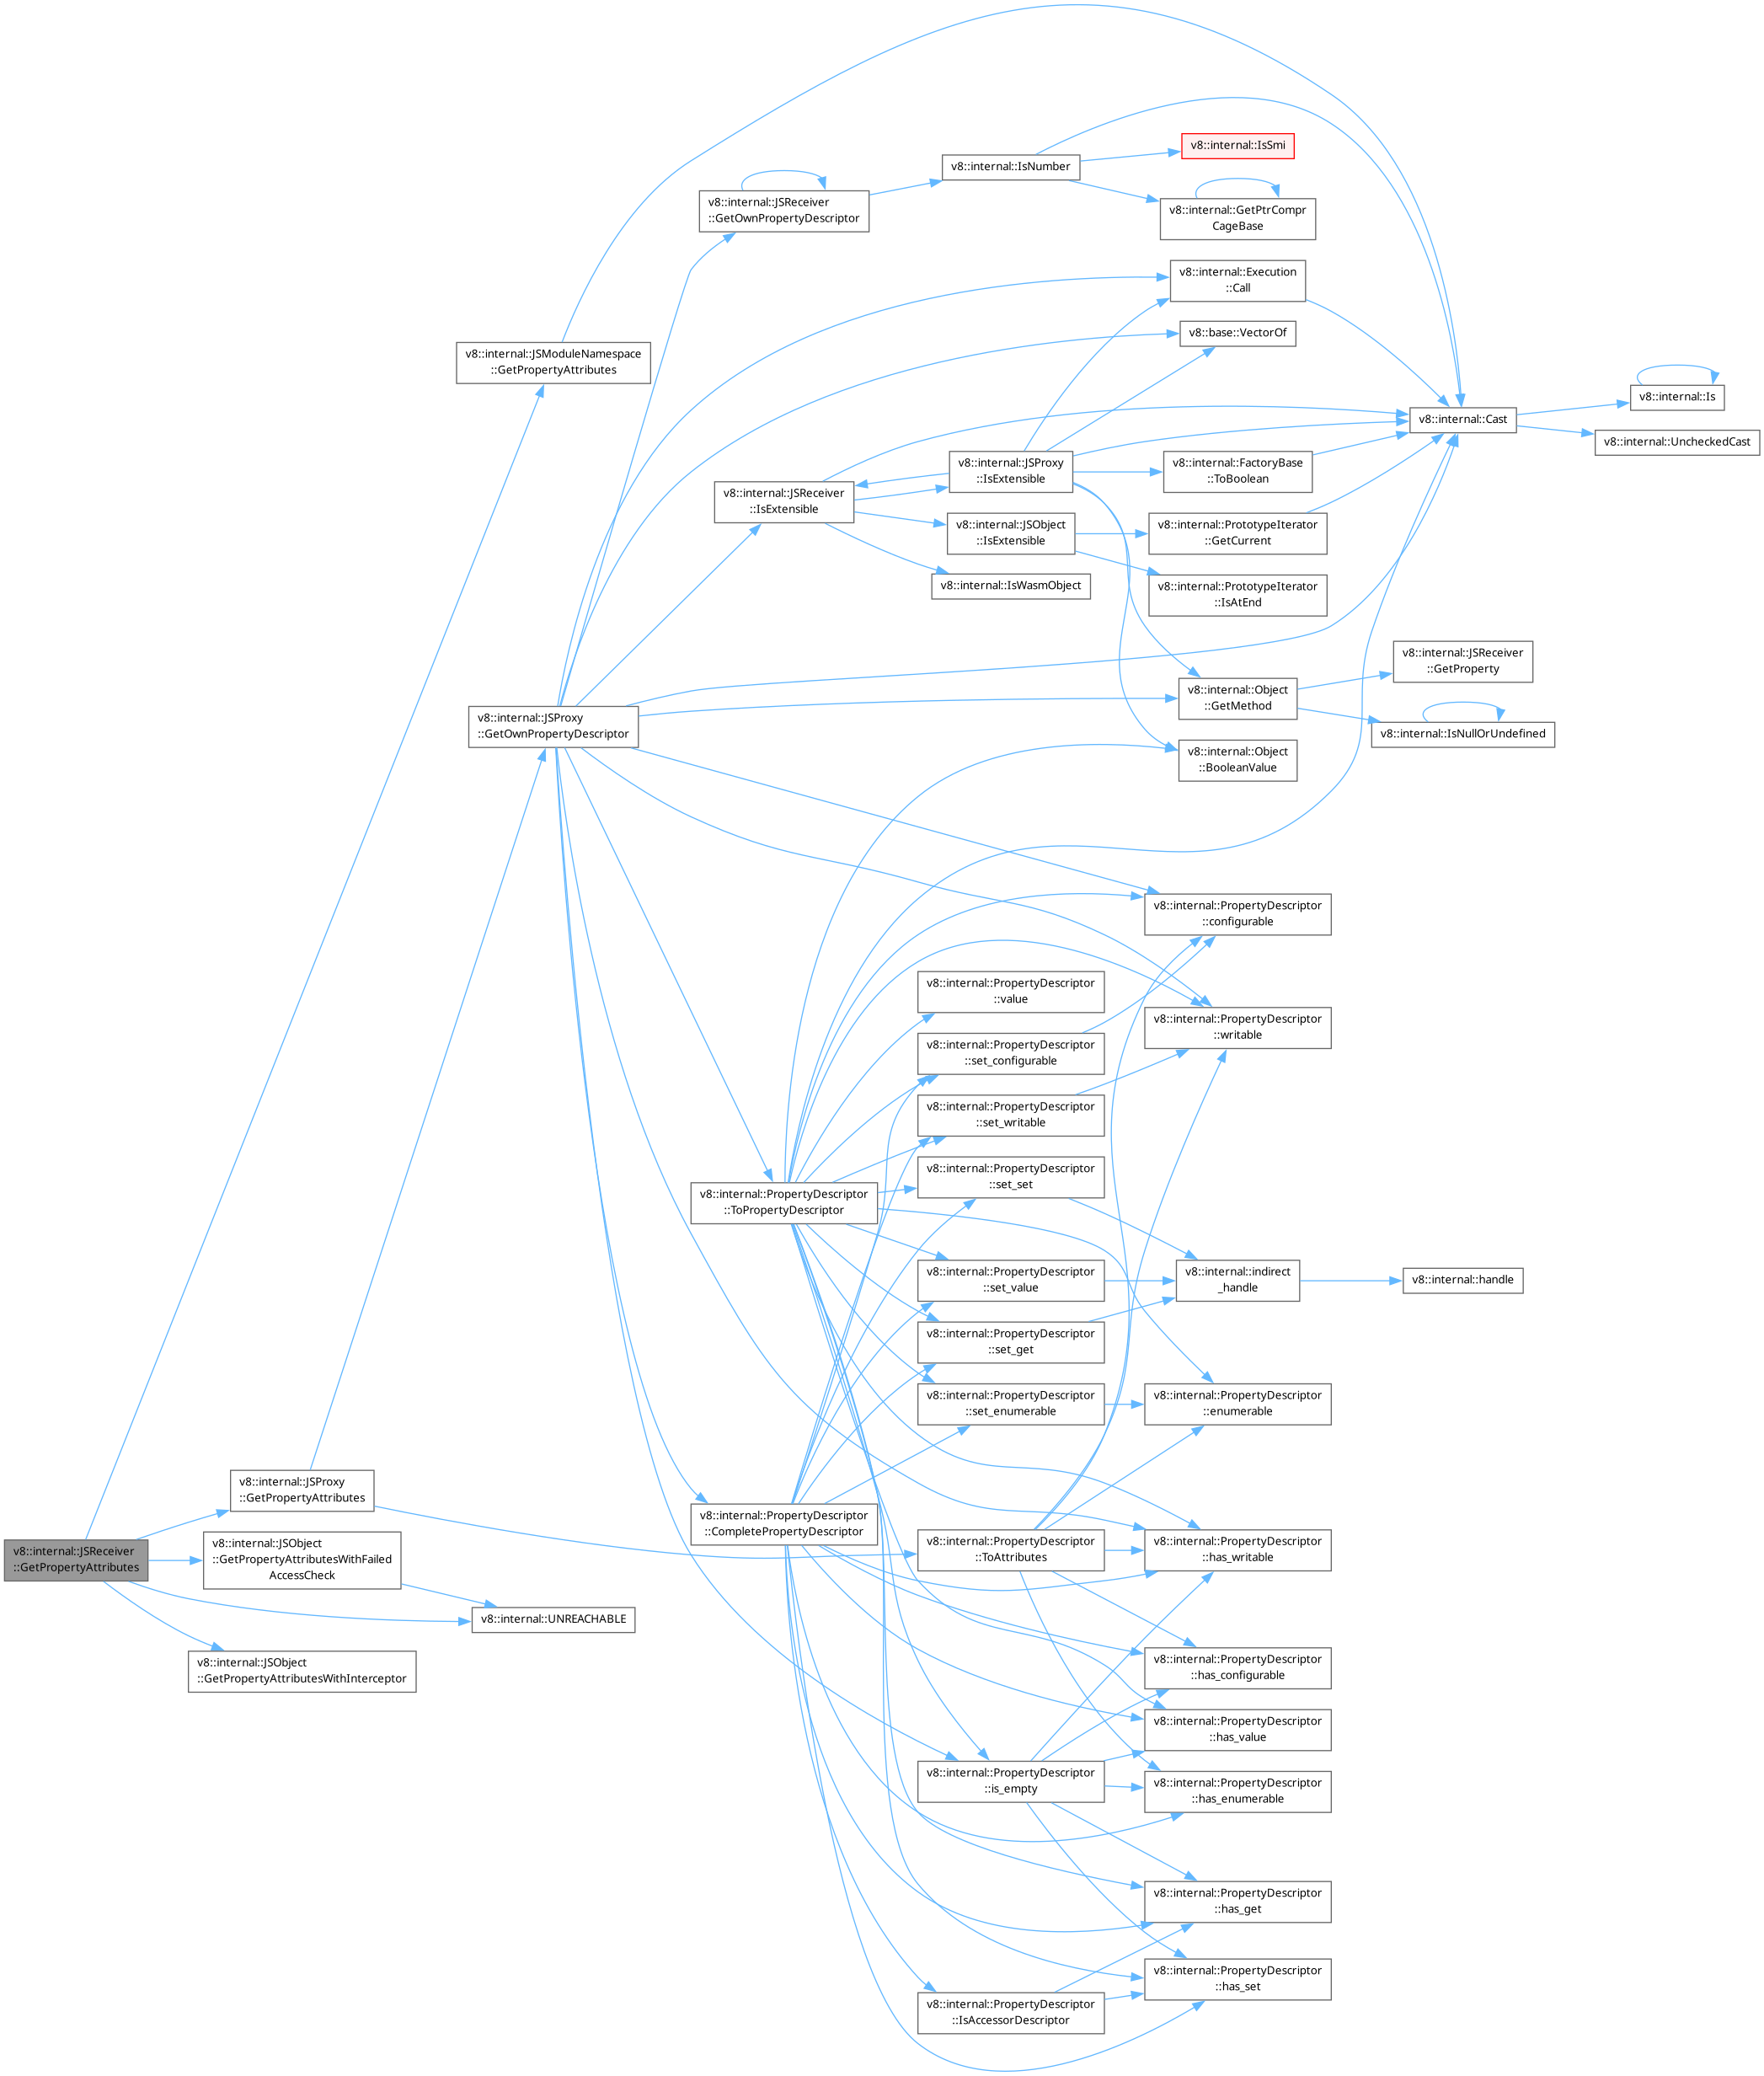 v8::internal::IsSmi
v8::internal::IsNumber
v8::internal::JSReceiver
::GetOwnPropertyDescriptor
v8::internal::GetPtrCompr
CageBase
v8::internal::Execution
::Call
v8::base::VectorOf
v8::internal::JSModuleNamespace
::GetPropertyAttributes
v8::internal::Is
v8::internal::Cast
v8::internal::UncheckedCast
v8::internal::JSProxy
::IsExtensible
v8::internal::FactoryBase
::ToBoolean
v8::internal::JSReceiver
::IsExtensible
v8::internal::JSObject
::IsExtensible
v8::internal::PrototypeIterator
::GetCurrent
v8::internal::IsWasmObject
v8::internal::PrototypeIterator
::IsAtEnd
v8::internal::JSReceiver
::GetProperty
v8::internal::Object
::GetMethod
v8::internal::JSProxy
::GetOwnPropertyDescriptor
v8::internal::IsNullOrUndefined
v8::internal::Object
::BooleanValue
v8::internal::PropertyDescriptor
::configurable
v8::internal::PropertyDescriptor
::value
v8::internal::PropertyDescriptor
::writable
v8::internal::PropertyDescriptor
::set_configurable
v8::internal::PropertyDescriptor
::set_writable
v8::internal::PropertyDescriptor
::set_set
v8::internal::PropertyDescriptor
::ToPropertyDescriptor
v8::internal::PropertyDescriptor
::set_value
v8::internal::indirect
_handle
v8::internal::handle
v8::internal::PropertyDescriptor
::set_get
v8::internal::PropertyDescriptor
::set_enumerable
v8::internal::PropertyDescriptor
::enumerable
v8::internal::JSProxy
::GetPropertyAttributes
v8::internal::PropertyDescriptor
::CompletePropertyDescriptor
v8::internal::JSReceiver
::GetPropertyAttributes
v8::internal::JSObject
::GetPropertyAttributesWithFailed
AccessCheck
v8::internal::PropertyDescriptor
::ToAttributes
v8::internal::PropertyDescriptor
::has_writable
v8::internal::UNREACHABLE
v8::internal::JSObject
::GetPropertyAttributesWithInterceptor
v8::internal::PropertyDescriptor
::has_configurable
v8::internal::PropertyDescriptor
::has_value
v8::internal::PropertyDescriptor
::is_empty
v8::internal::PropertyDescriptor
::has_enumerable
v8::internal::PropertyDescriptor
::has_get
v8::internal::PropertyDescriptor
::has_set
v8::internal::PropertyDescriptor
::IsAccessorDescriptor